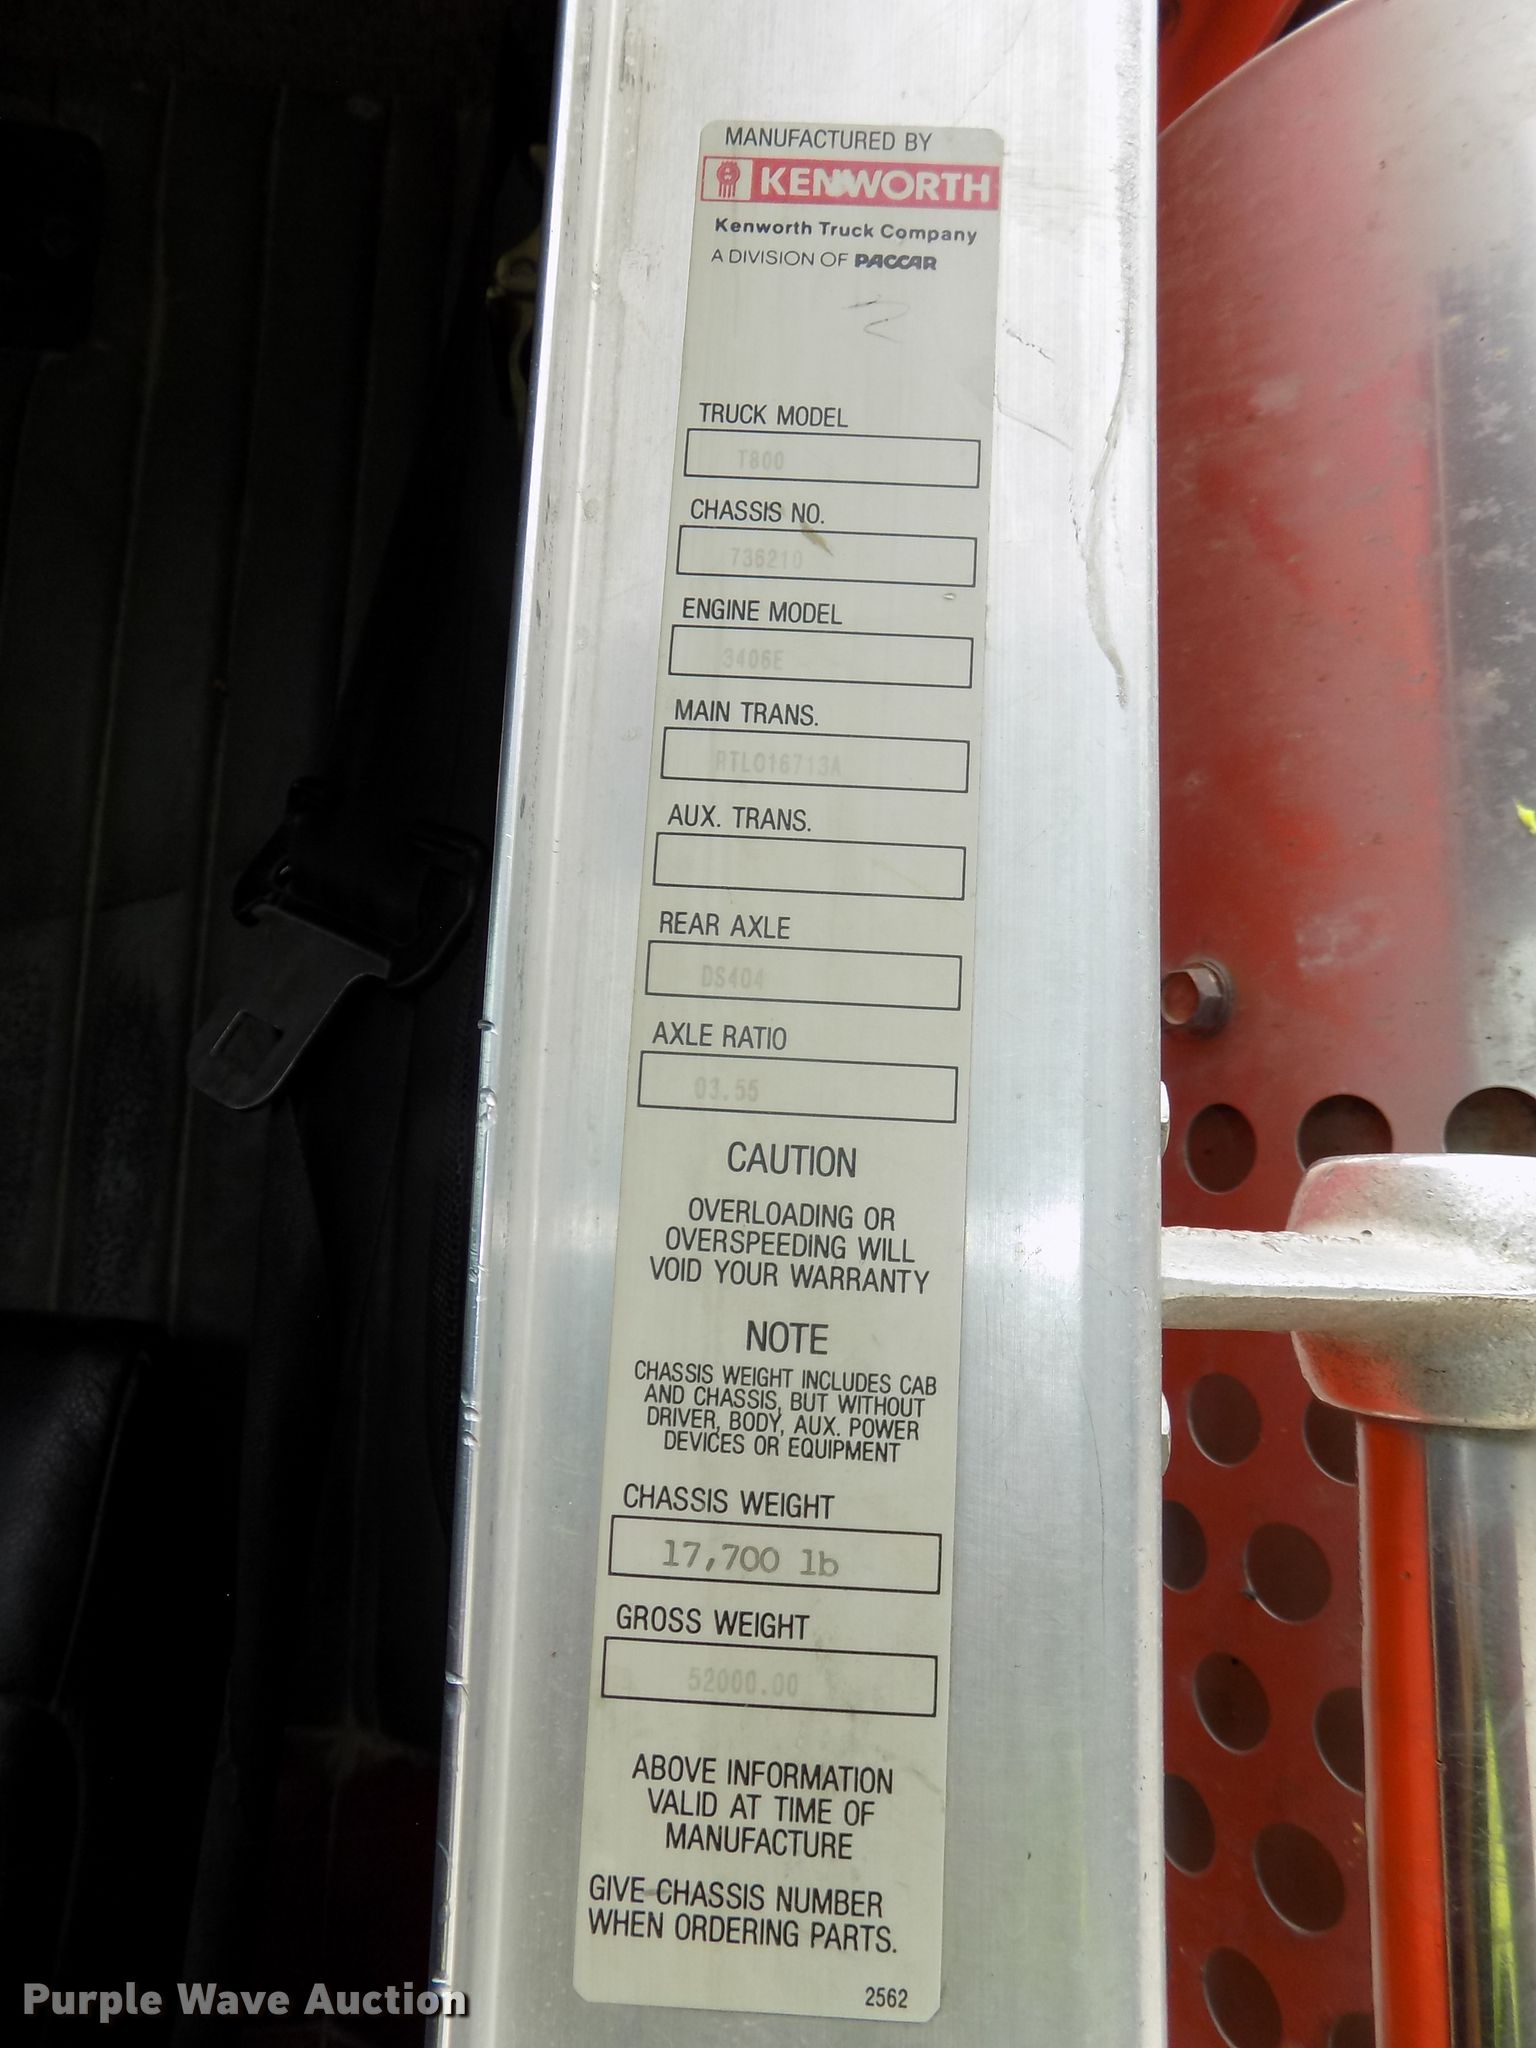 MANUFACTURED BY
KENWORTH
Kenworth Truck Company
A DIVISION OF PACCAR
TRUCK MODEL
T800
CHASSIS NO.
736210
ENGINE MODEL
3406E
MAIN TRANS.
RTLO16713A
AUX. TRANS.
REAR AXLE
DS404
AXLE RATIO
03.55
CAUTION
OVERLOADING OR
OVERSPEEDING WILL
VOID YOUR WARRANTY
NOTE
CHASSIS WEIGHT INCLUDES CAB
AND CHASSIS, BUT WITHOUT
DRIVER, BODY, AUX. POWER
DEVICES OR EQUIPMENT
CHASSIS WEIGHT
17,700 lb
GROSS WEIGHT
52000.00
ABOVE INFORMATION
VALID AT TIME OF
MANUFACTURE
GIVE CHASSIS NUMBER
WHEN ORDERING PARTS.
2562
Purple Wave Auction